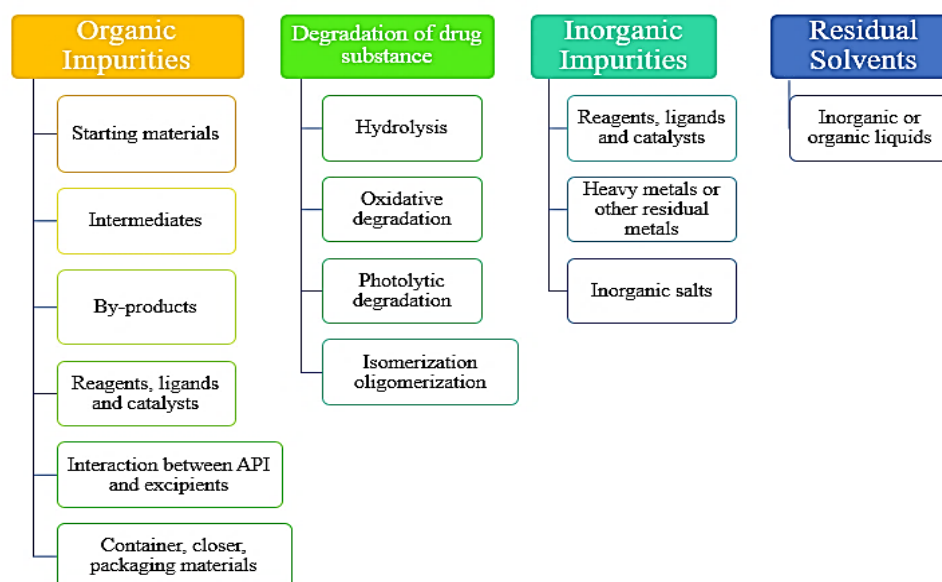 Organic
Impurities
Starting materials
Intermediates
By-products
Reagents, ligands
and catalysts
Interaction between API
and excipients
Container, closer,
packaging materials
Degradation of drug
substance
Hydrolysis
Oxidative
degradation
Photolytic
degradation
Isomerization
oligomerization
Inorganic
Impurities
Reagents, ligands
and catalysts
Heavy metals or
other residual
metals
Inorganic salts
Residual
Solvents
Inorganic or
organic liquids